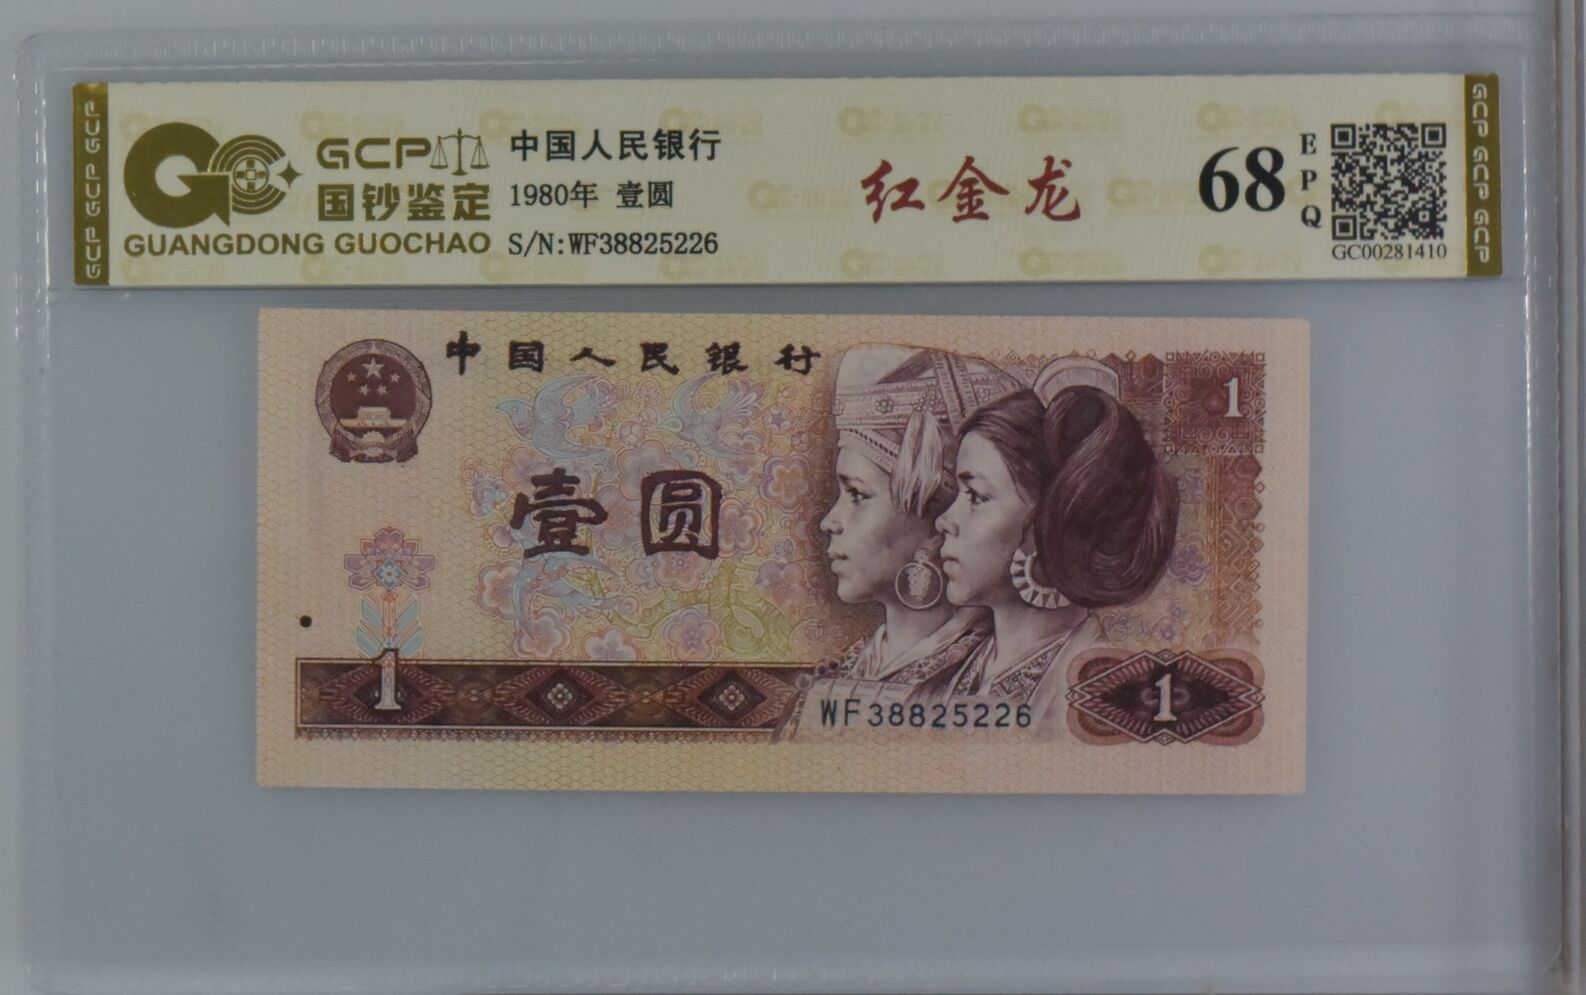 GCP GCP GCP
GCP
国钞鉴定
GUANGDONG GUOCHAO
中国人民银行
1980年 壹圆
S/N:WF38825226
红金龙
68
EPQ
GC00281410
GCP GCP GCP
中国人民银行
1
壹圆
1
WF38825226
1